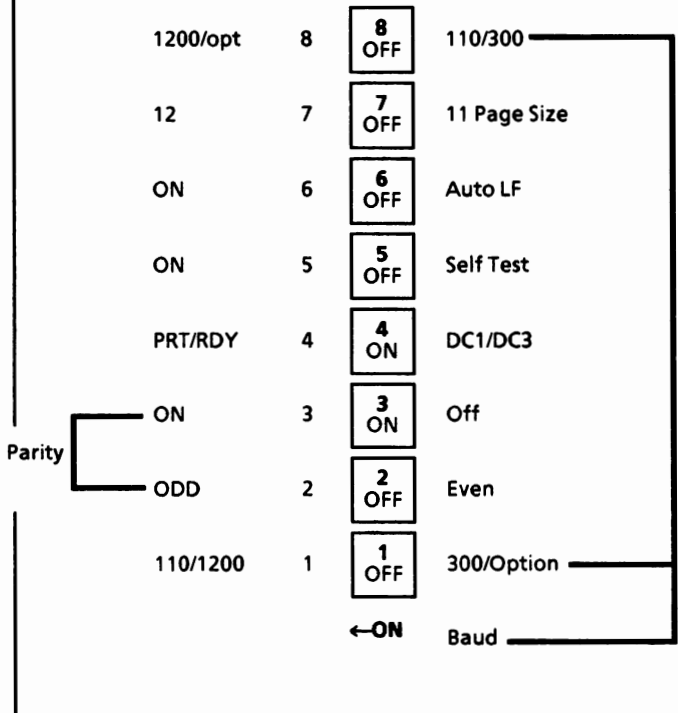 1200/opt 8 8 OFF 110/300
12 7 7 OFF 11 Page Size
ON 6 6 OFF Auto LF
ON 5 5 OFF Self Test
PRT/RDY 4 4 ON DC1/DC3
ON 3 3 ON Off
Parity
ODD 2 2 OFF Even
110/1200 1 1 OFF 300/Option
←ON Baud